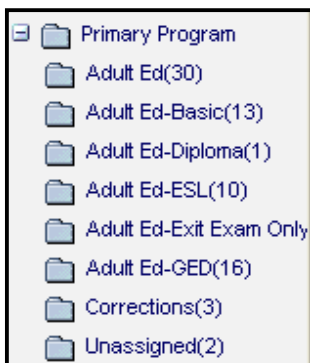 Primary Program
Adult Ed(30)
Adult Ed-Basic(13)
Adult Ed-Diploma(1)
Adult Ed-ESL(10)
Adult Ed-Exit Exam Only
Adult Ed-GED(16)
Corrections(3)
Unassigned(2)